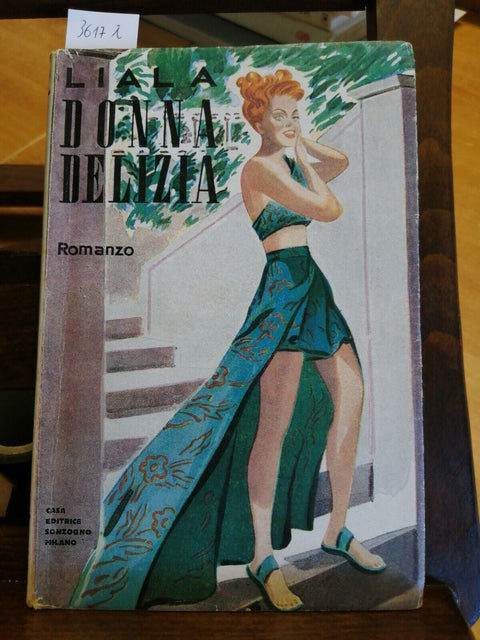 3617 λ
LIALA
DONNA
DELIZIA
Romanzo
CASA
EDITRICE
SONZOGNO
MILANO